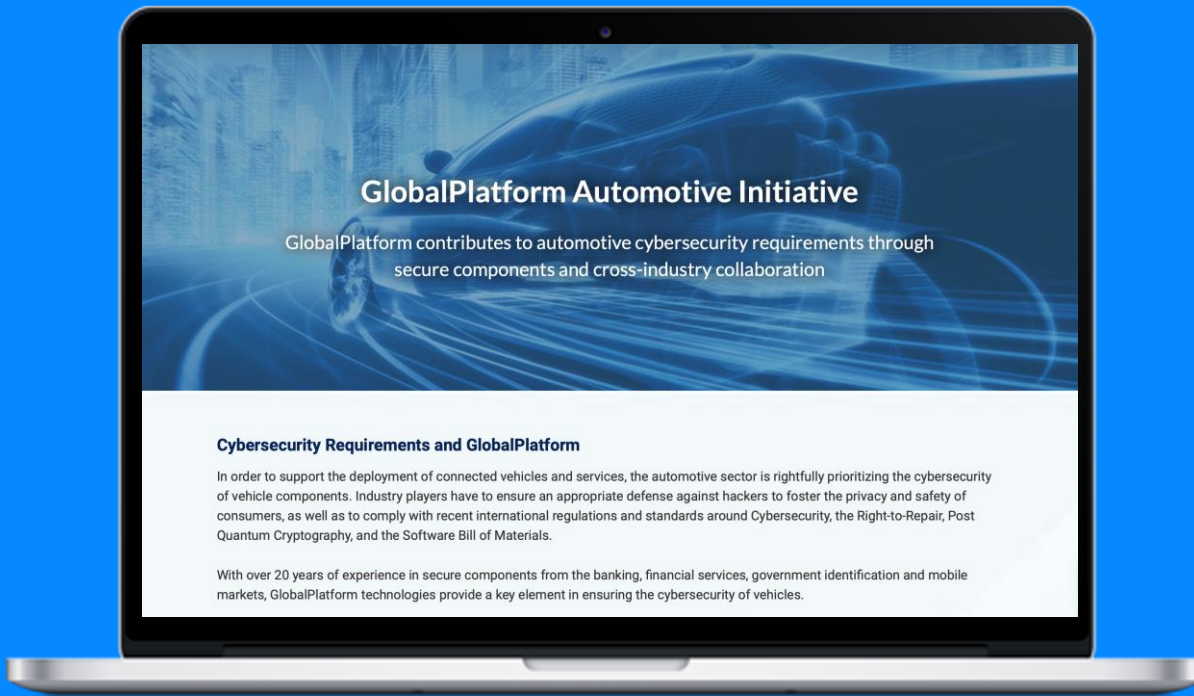 GlobalPlatform Automotive Initiative
GlobalPlatform contributes to automotive cybersecurity requirements through
secure components and cross-industry collaboration
Cybersecurity Requirements and GlobalPlatform
In order to support the deployment of connected vehicles and services, the automotive sector is rightfully prioritizing the cybersecurity
of vehicle components. Industry players have to ensure an appropriate defense against hackers to foster the privacy and safety of
consumers, as well as to comply with recent international regulations and standards around Cybersecurity, the Right-to-Repair, Post
Quantum Cryptography, and the Software Bill of Materials.
With over 20 years of experience in secure components from the banking, financial services, government identification and mobile
markets, GlobalPlatform technologies provide a key element in ensuring the cybersecurity of vehicles.